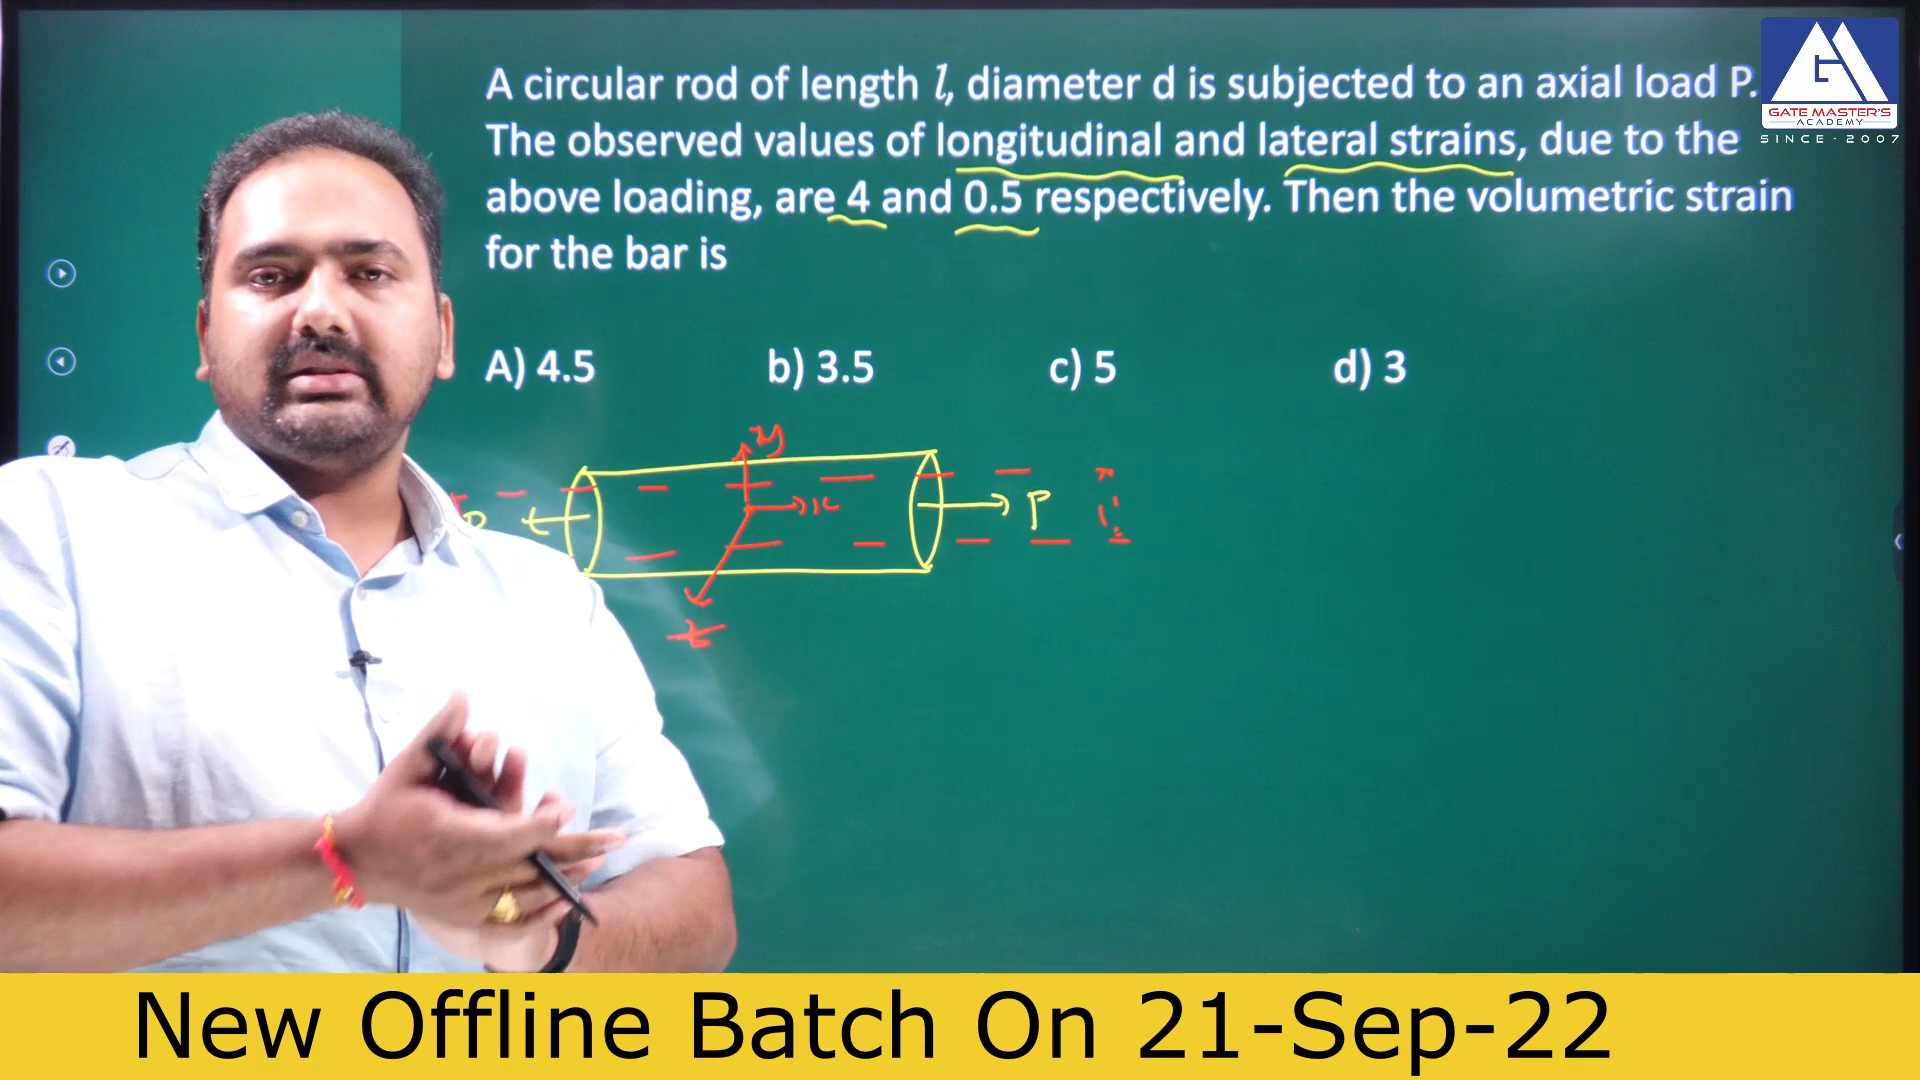 A circular rod of length l, diameter d is subjected to an axial load P.
The observed values of longitudinal and lateral strains, due to the
above loading, are 4 and 0.5 respectively. Then the volumetric strain
for the bar is
A) 4.5 b) 3.5 c) 5 d) 3
y
x
P
P
z
GATE MASTER'S
ACADEMY
SINCE-2007
New Offline Batch On 21-Sep-22